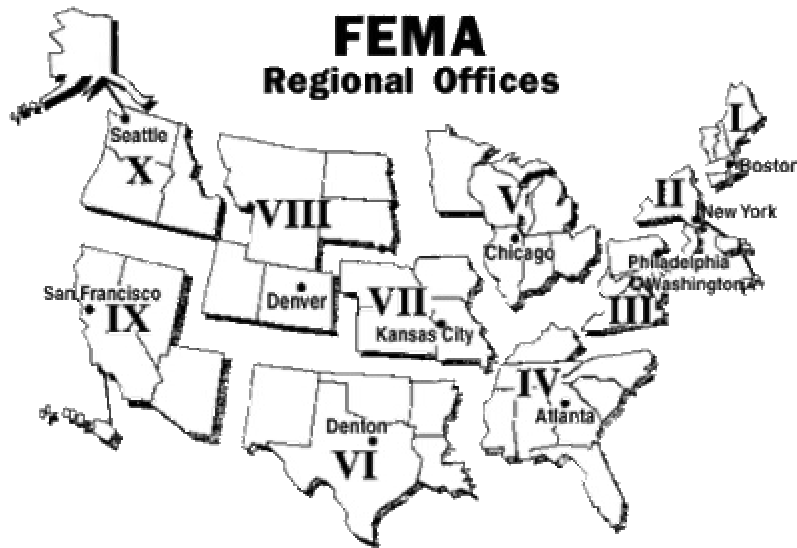 FEMA
Regional Offices
I
Seattle
Boston
X
II
V
VIII
New York
Chicago
Philadelphia
Washington
San Francisco
Denver
VII
III
IX
Kansas City
IV
Atlanta
Denton
VI